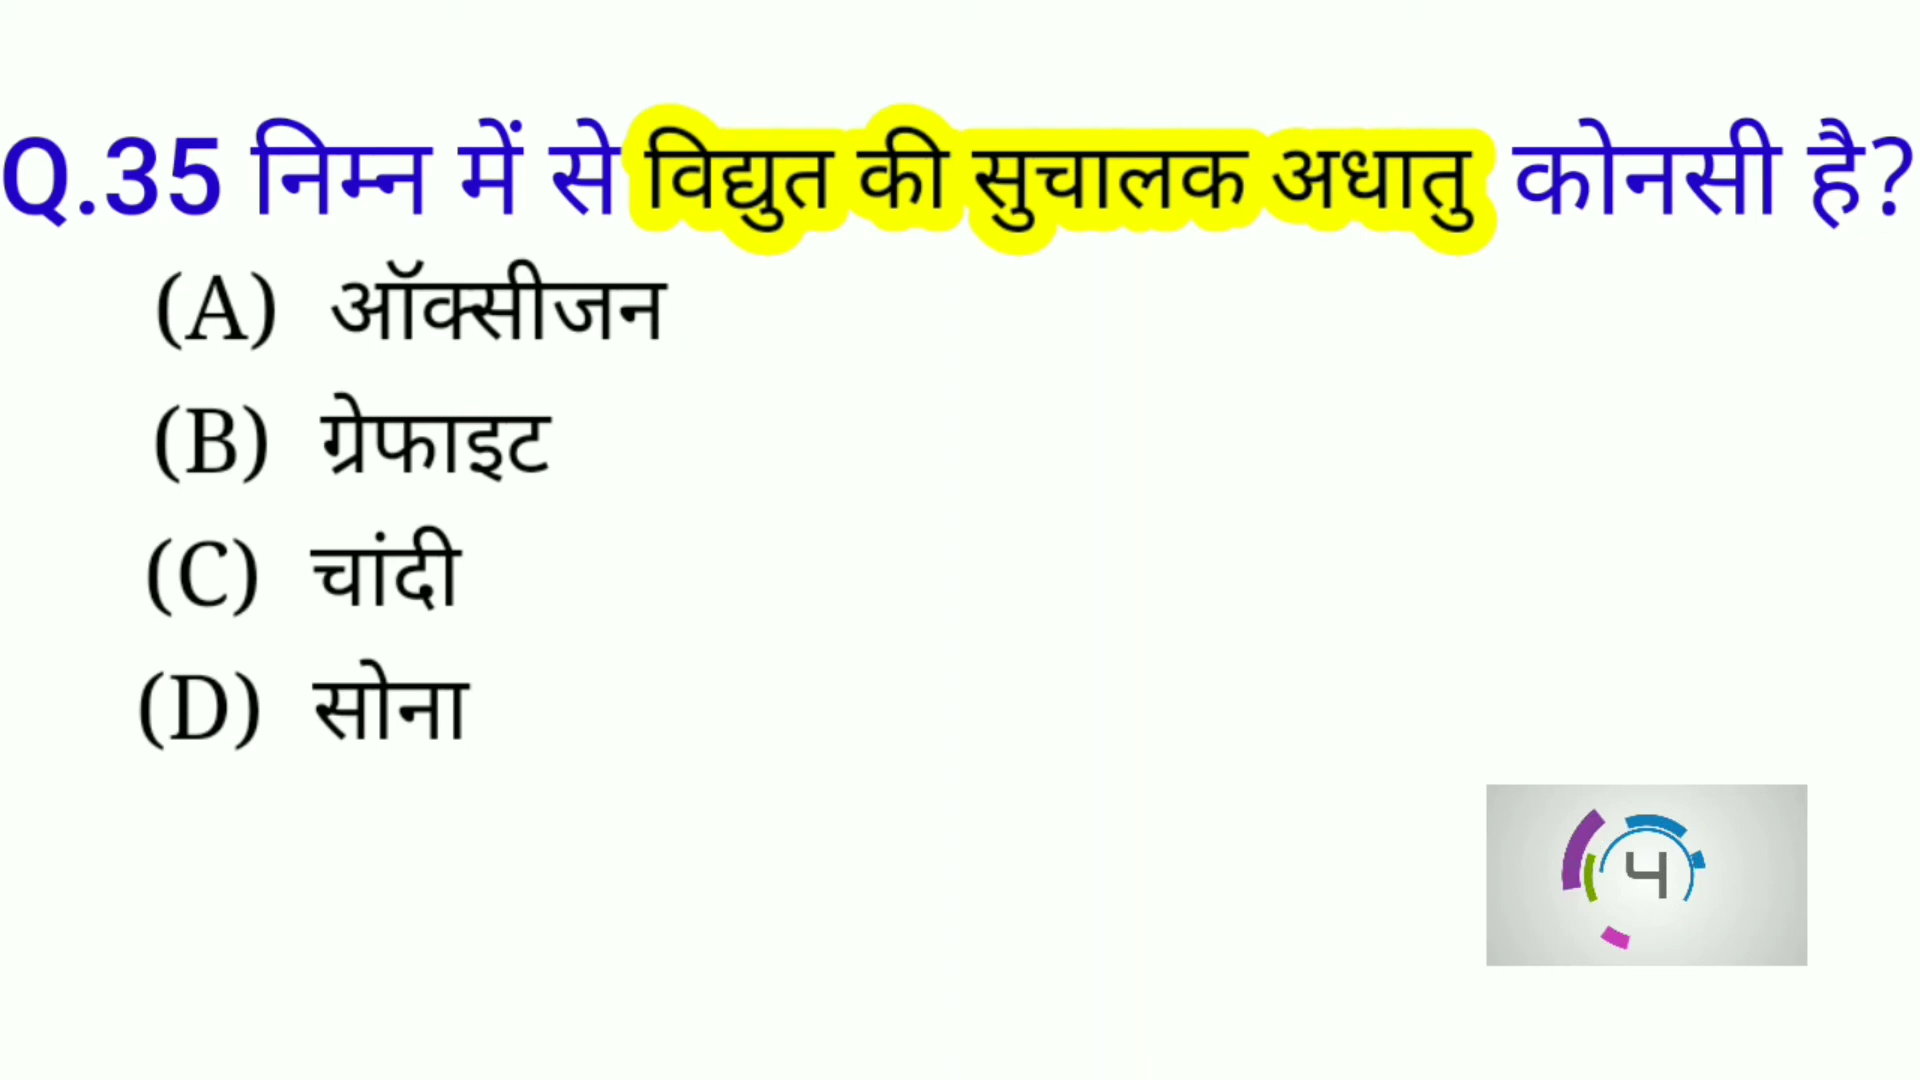 Q.35 निम्न में से विद्युत की सुचालक अधातु कोनसी है?
(A) ऑक्सीजन
(B) ग्रेफाइट
(C) चांदी
(D) सोना
4